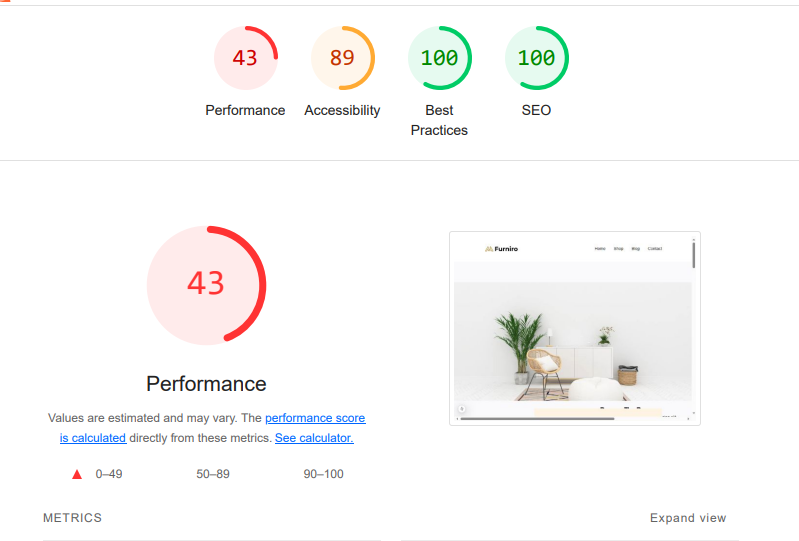 43
89
100
100
Performance
Accessibility
Best
Practices
SEO
43
Performance
Values are estimated and may vary. The performance score
is calculated directly from these metrics. See calculator.
0–49
50–89
90–100
Furniro
Home Shop Blog Contact
METRICS
Expand view